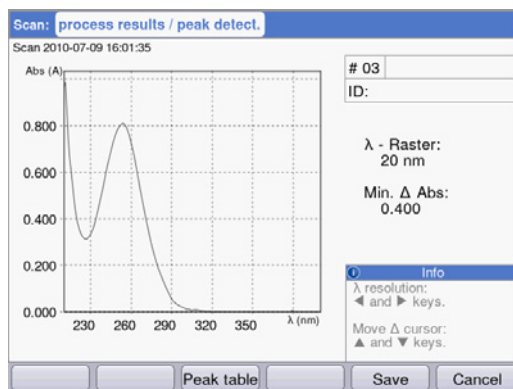 Scan: process results / peak detect.
Scan 2010-07-09 16:01:35
Abs (A)
0.800
0.600
0.400
0.200
0.000
230 260 290 320 350 λ (nm)
# 03
ID:
λ - Raster:
20 nm
Min. Δ Abs:
0.400
i Info
λ resolution:
◀ and ▶ keys.
Move Δ cursor:
▲ and ▼ keys.
Peak table Save Cancel